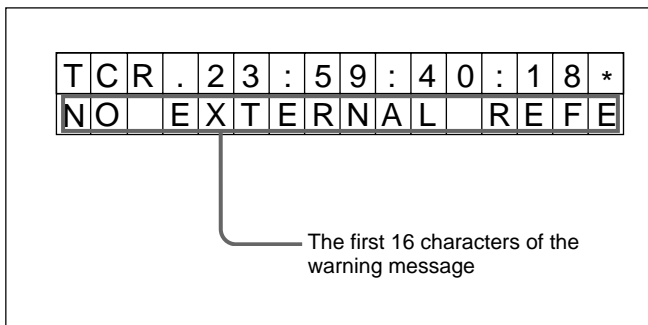 TCR.23:59:40:18*
NO EXTERNAL REFE
The first 16 characters of the
warning message